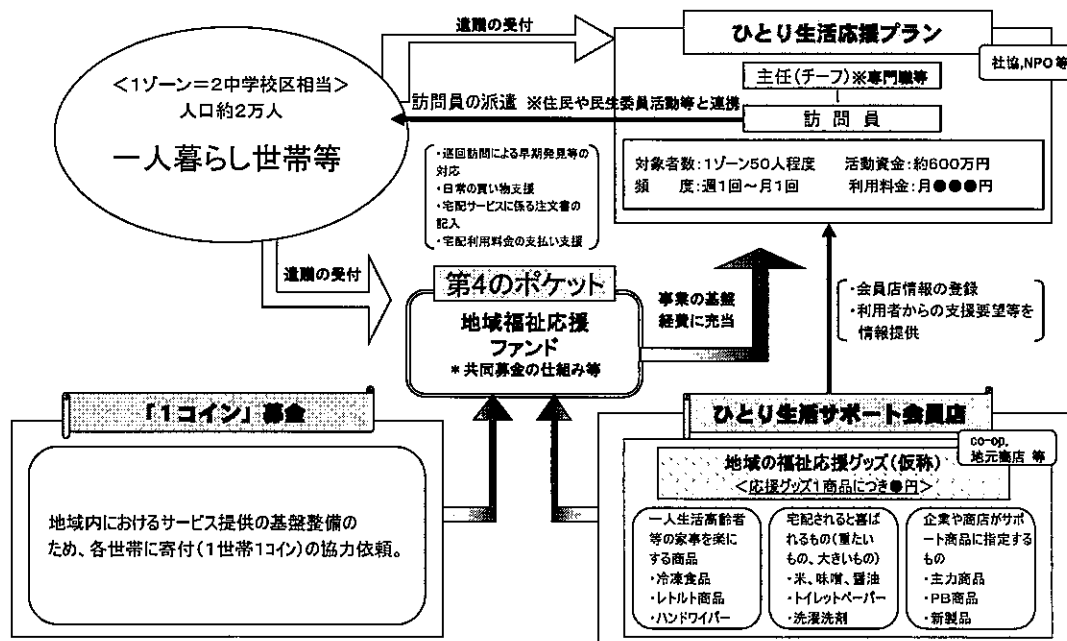 遺贈の受付
ひとり生活応援プラン
社協,NPO 等
<1ゾーン=2中学校区相当>
人口約2万人
一人暮らし世帯等
主任(チーフ)※専門職等
訪問員
訪問員の派遣 ※住民や民生委員活動等と連携
・巡回訪問による早期発見等の
対応
・日常の買い物支援
・宅配サービスに係る注文書の
記入
・宅配利用料金の支払い支援
対象者数:1ゾーン50人程度 活動資金:約600万円
頻 度:週1回~月1回 利用料金:月●●●円
遺贈の受付
第4のポケット
地域福祉応援
ファンド
*共同募金の仕組み等
事業の基盤
経費に充当
・会員店情報の登録
・利用者からの支援要望等を
情報提供
「1コイン」募金
地域内におけるサービス提供の基盤整備の
ため、各世帯に寄付(1世帯1コイン)の協力依頼。
ひとり生活サポート会員店
co-op,
地元商店 等
地域の福祉応援グッズ(仮称)
<応援グッズ1商品につき●円>
一人生活高齢者
等の家事を楽に
する商品
・冷凍食品
・レトルト商品
・ハンドワイパー
宅配されると喜ば
れるもの(重たい
もの、大きいもの)
・米、味噌、醤油
・トイレットペーパー
・洗濯洗剤
企業や商店がサポ
ート商品に指定する
もの
・主力商品
・PB商品
・新製品